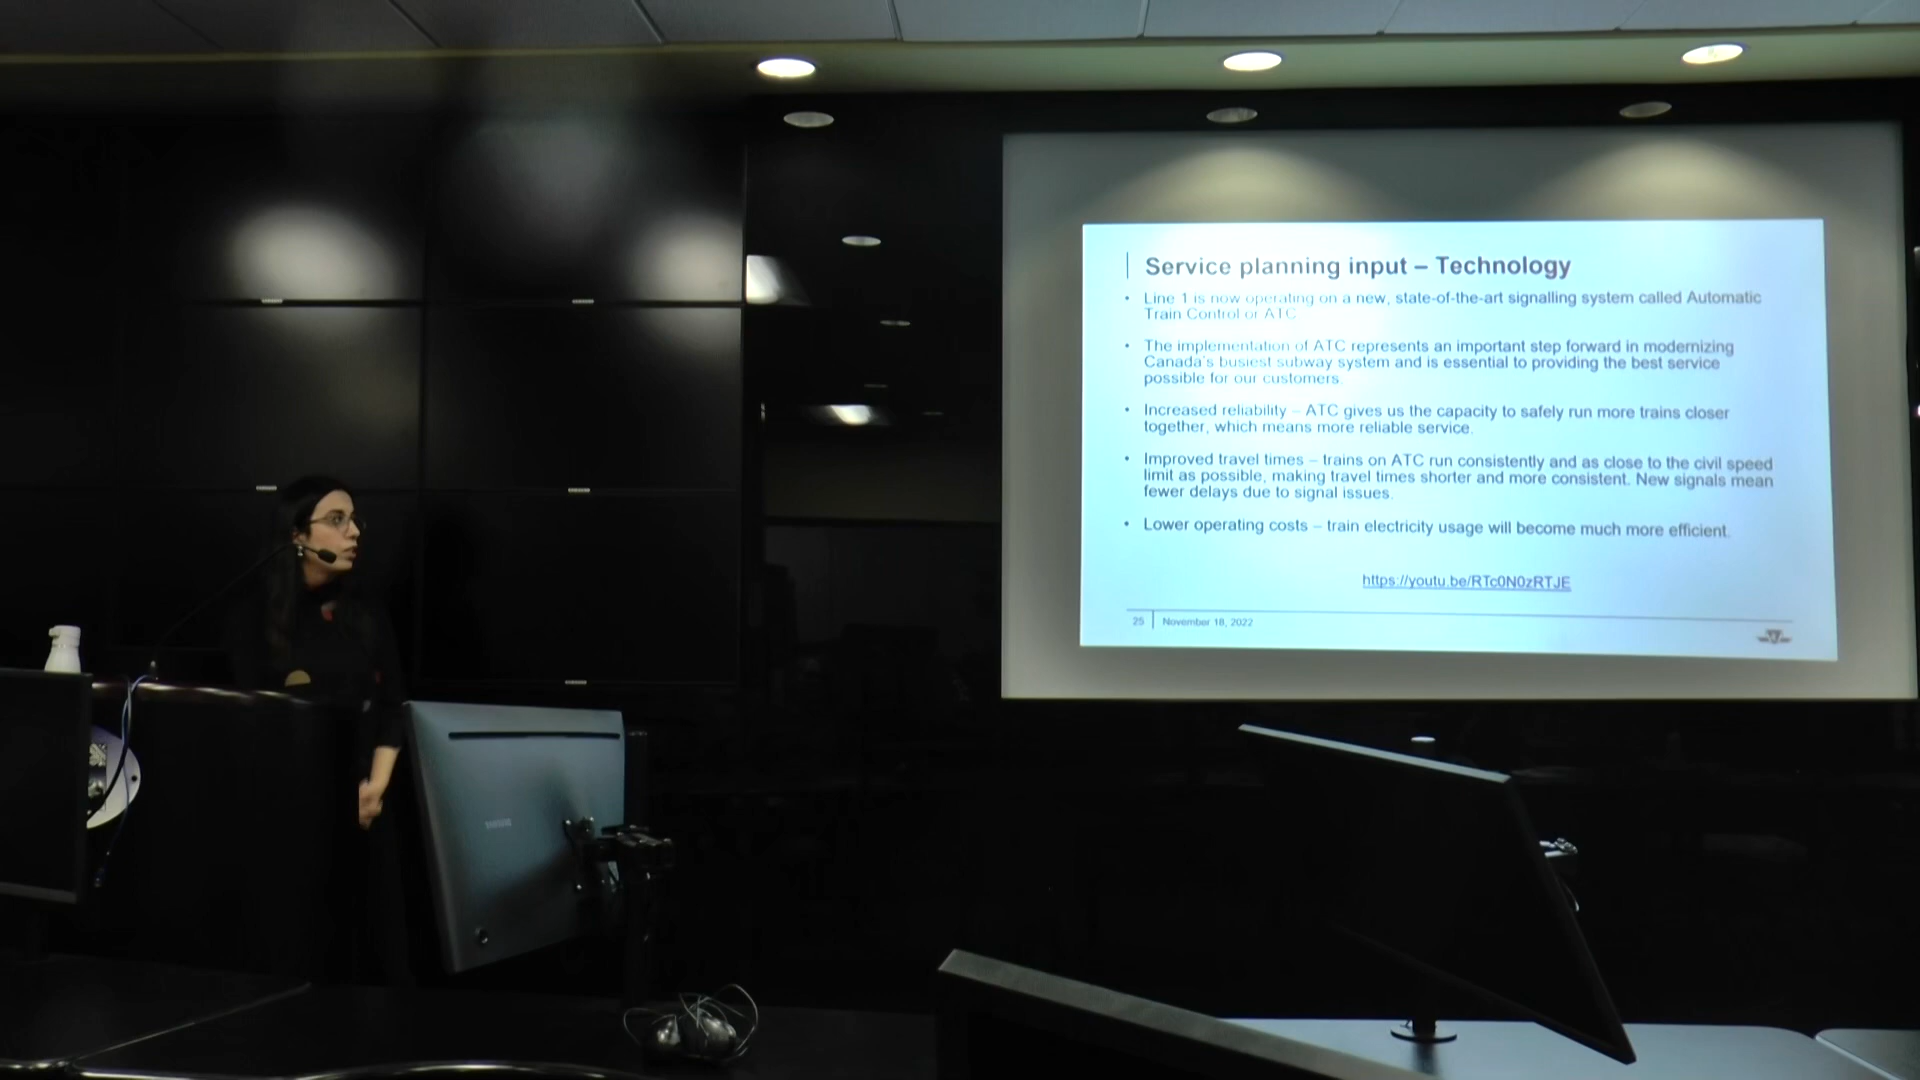 Service planning input – Technology
• Line 1 is now operating on a new, state-of-the-art signalling system called Automatic
Train Control or ATC
• The implementation of ATC represents an important step forward in modernizing
Canada's busiest subway system and is essential to providing the best service
possible for our customers.
• Increased reliability – ATC gives us the capacity to safely run more trains closer
together, which means more reliable service.
• Improved travel times – trains on ATC run consistently and as close to the civil speed
limit as possible, making travel times shorter and more consistent. New signals mean
fewer delays due to signal issues.
• Lower operating costs – train electricity usage will become much more efficient.
https://youtu.be/RTc0N0zRTJE
25 November 18, 2022
SAMSUNG